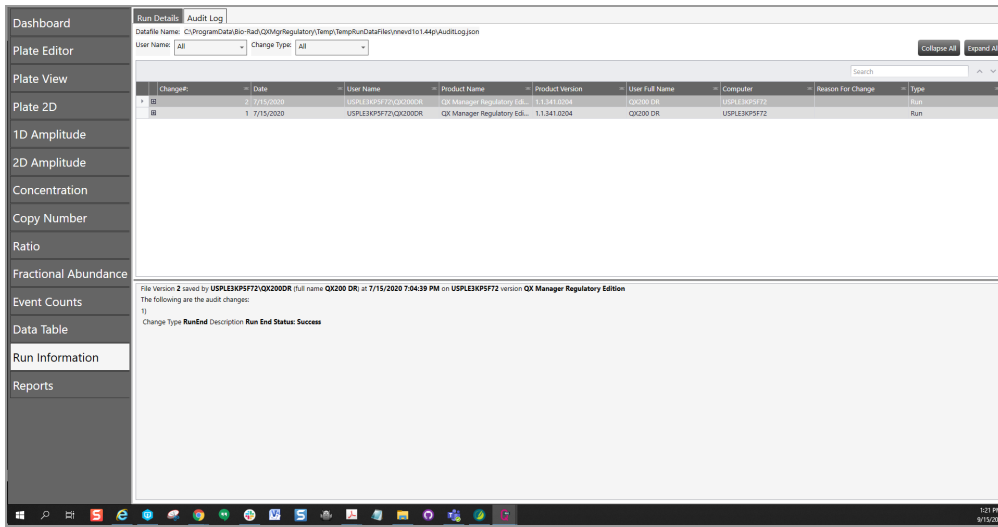 Dashboard
Plate Editor
Plate View
Plate 2D
1D Amplitude
2D Amplitude
Concentration
Copy Number
Ratio
Fractional Abundance
Event Counts
Data Table
Run Information
Reports
Run Details Audit Log
Datafile Name: C:\ProgramData\Bio-Rad\QXMgrRegulatory\Temp\TempRunDataFiles\nnevd1o1.44p\AuditLog.json
User Name: All Change Type: All
Collapse All Expand All
Search
Change#: Date User Name Product Name Product Version User Full Name Computer Reason For Change Type
2 7/15/2020 USPLE3KP5F72\QX200DR QX Manager Regulatory Edi... 1.1.341.0204 QX200 DR USPLE3KP5F72 Run
1 7/15/2020 USPLE3KP5F72\QX200DR QX Manager Regulatory Edi... 1.1.341.0204 QX200 DR USPLE3KP5F72 Run
File Version 2 saved by USPLE3KP5F72\QX200DR (full name QX200 DR) at 7/15/2020 7:04:39 PM on USPLE3KP5F72 version QX Manager Regulatory Edition
The following are the audit changes:
1)
Change Type RunEnd Description Run End Status: Success
1:21 PM
9/15/20